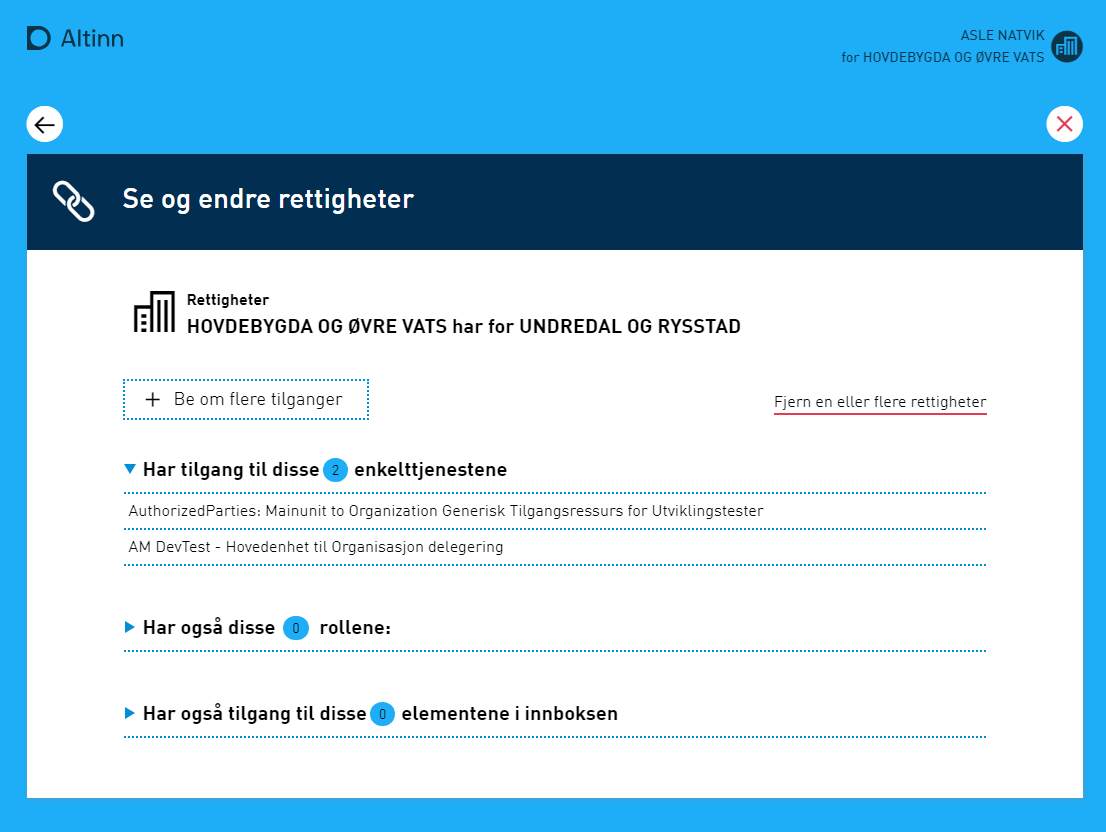 Altinn
ASLE NATVIK
for HOVDEBYGDA OG ØVRE VATS
Se og endre rettigheter
Rettigheter
HOVDEBYGDA OG ØVRE VATS har for UNDREDAL OG RYSSTAD
+ Be om flere tilganger
Fjern en eller flere rettigheter
Har tilgang til disse 2 enkelttjenestene
AuthorizedParties: Mainunit to Organization Generisk Tilgangsressurs for Utviklingstester
AM DevTest - Hovedenhet til Organisasjon delegering
Har også disse 0 rollene:
Har også tilgang til disse 0 elementene i innboksen